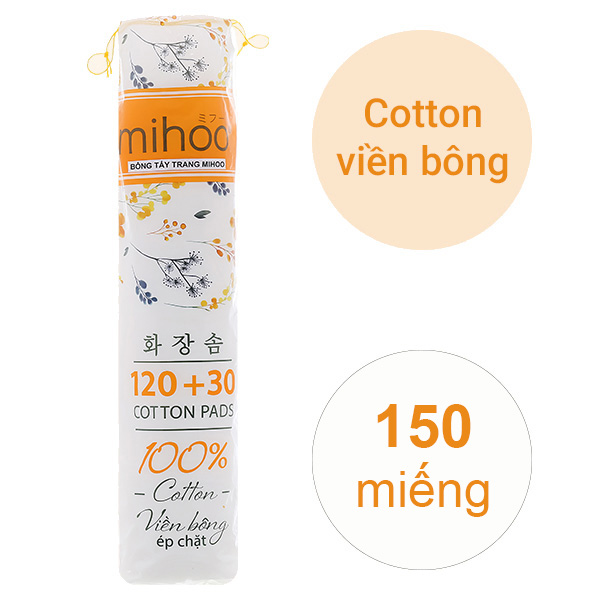 ミフー
mihoo
BÔNG TẨY TRANG MIHOO
화장솜
120+30
COTTON PADS
100%
- Cotton -
Viền bông
ép chặt
Cotton
viền bông
150
miếng